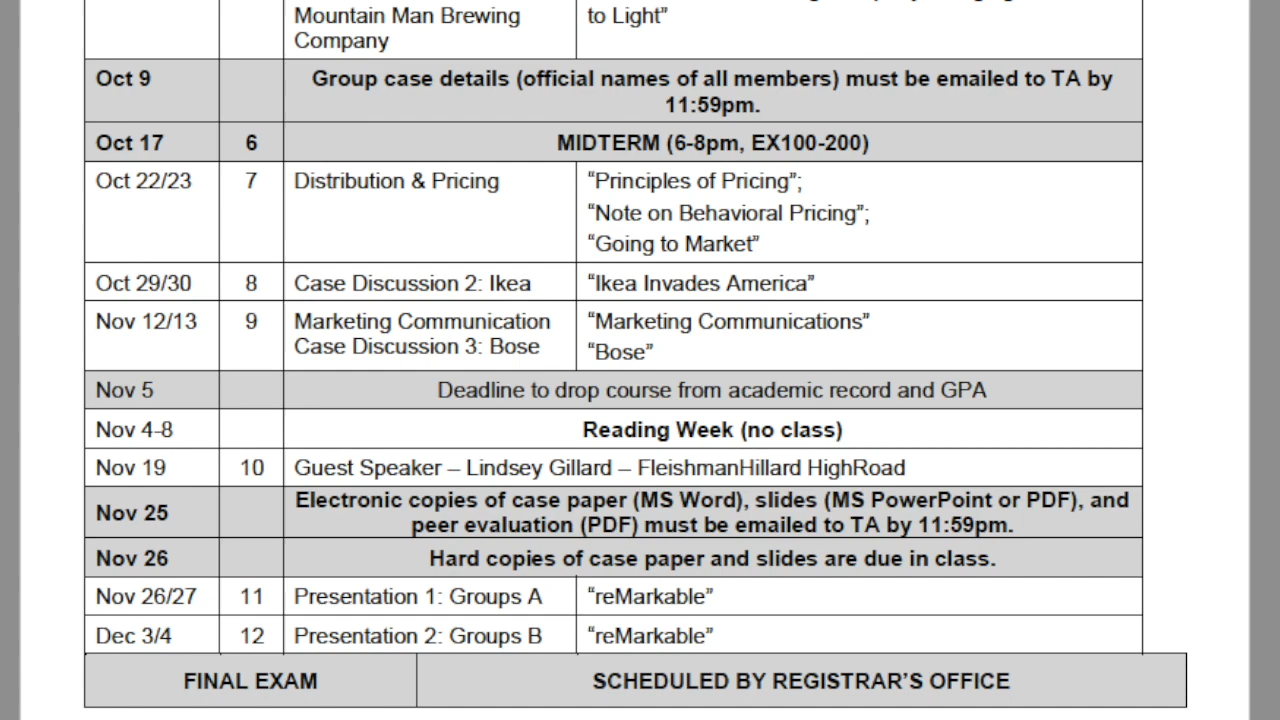 Mountain Man Brewing
Company
to Light”
Oct 9
Group case details (official names of all members) must be emailed to TA by
11:59pm.
Oct 17 6 MIDTERM (6-8pm, EX100-200)
Oct 22/23 7 Distribution & Pricing “Principles of Pricing”;
“Note on Behavioral Pricing”;
“Going to Market”
Oct 29/30 8 Case Discussion 2: Ikea “Ikea Invades America”
Nov 12/13 9 Marketing Communication “Marketing Communications”
Case Discussion 3: Bose “Bose”
Nov 5 Deadline to drop course from academic record and GPA
Nov 4-8 Reading Week (no class)
Nov 19 10 Guest Speaker – Lindsey Gillard – FleishmanHillard HighRoad
Nov 25
Electronic copies of case paper (MS Word), slides (MS PowerPoint or PDF), and
peer evaluation (PDF) must be emailed to TA by 11:59pm.
Nov 26 Hard copies of case paper and slides are due in class.
Nov 26/27 11 Presentation 1: Groups A “reMarkable”
Dec 3/4 12 Presentation 2: Groups B “reMarkable”
FINAL EXAM SCHEDULED BY REGISTRAR’S OFFICE